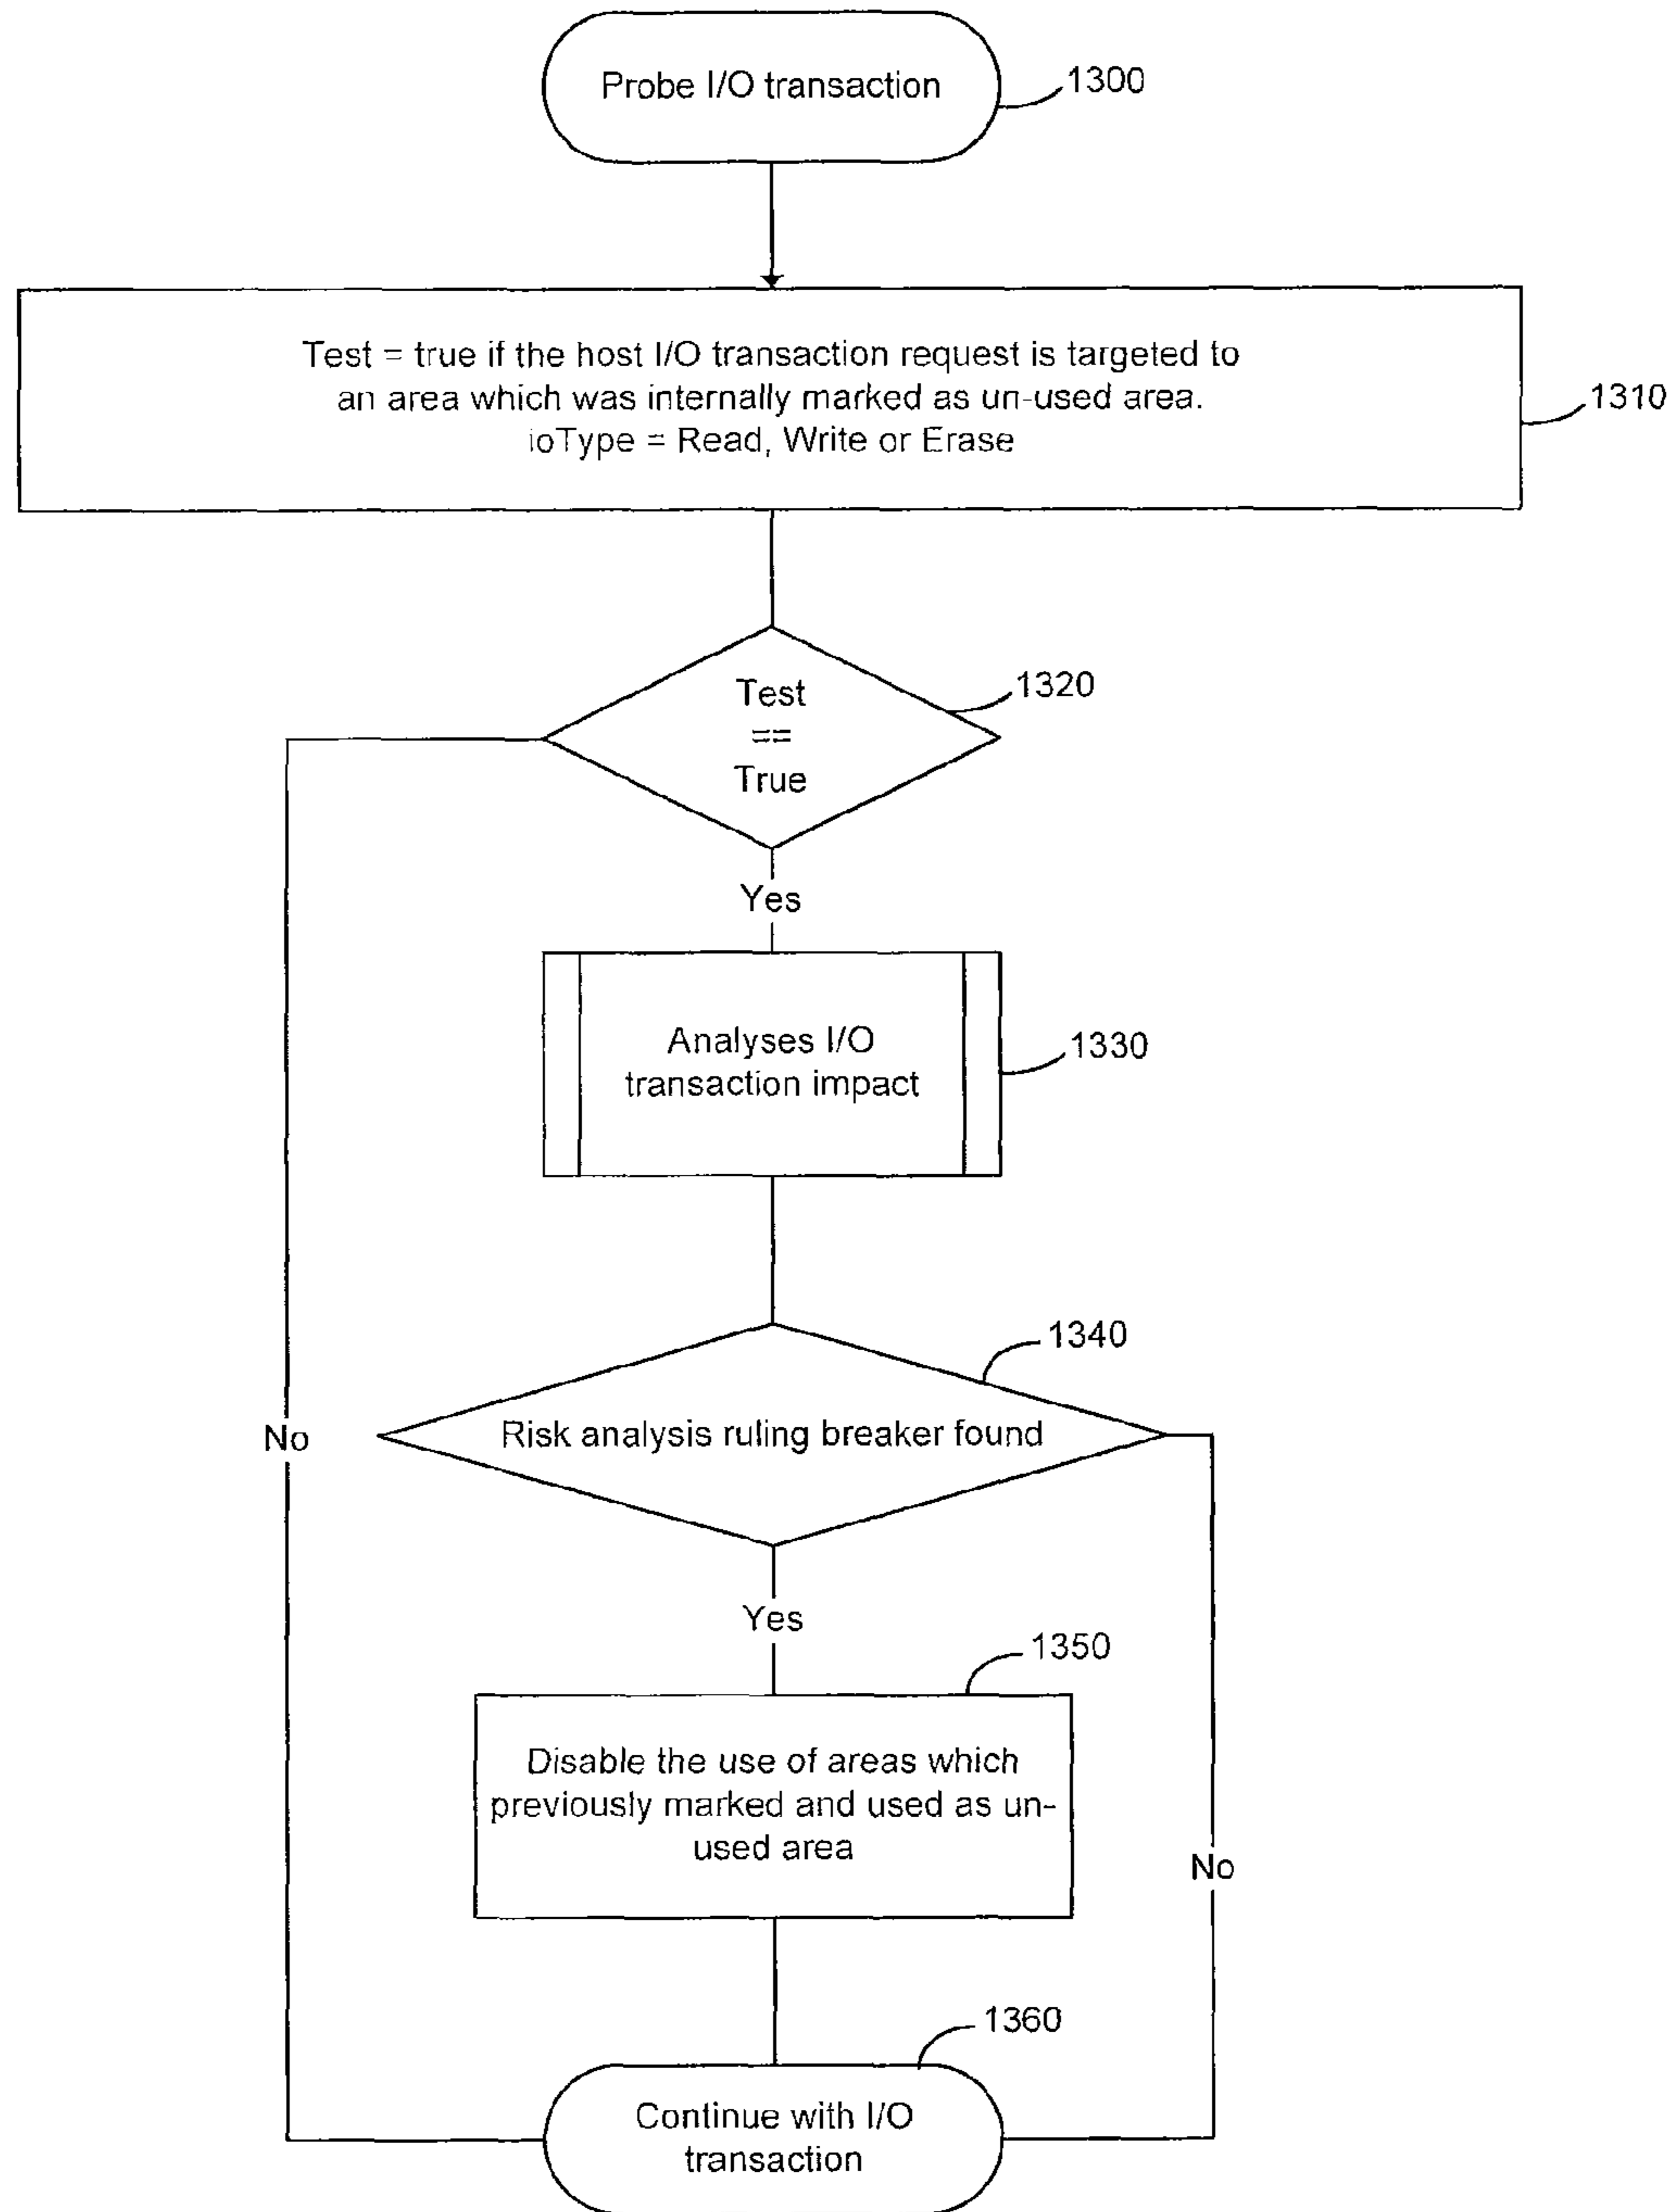 Probe I/O transaction
1300
Test = true if the host I/O transaction request is targeted to
an area which was internally marked as un-used area.
ioType = Read, Write or Erase
1310
Test
==
True
1320
Yes
Analyses I/O
transaction impact
1330
1340
Risk analysis ruling breaker found
No
Yes
1350
Disable the use of areas which
previously marked and used as un-
used area
No
1360
Continue with I/O
transaction